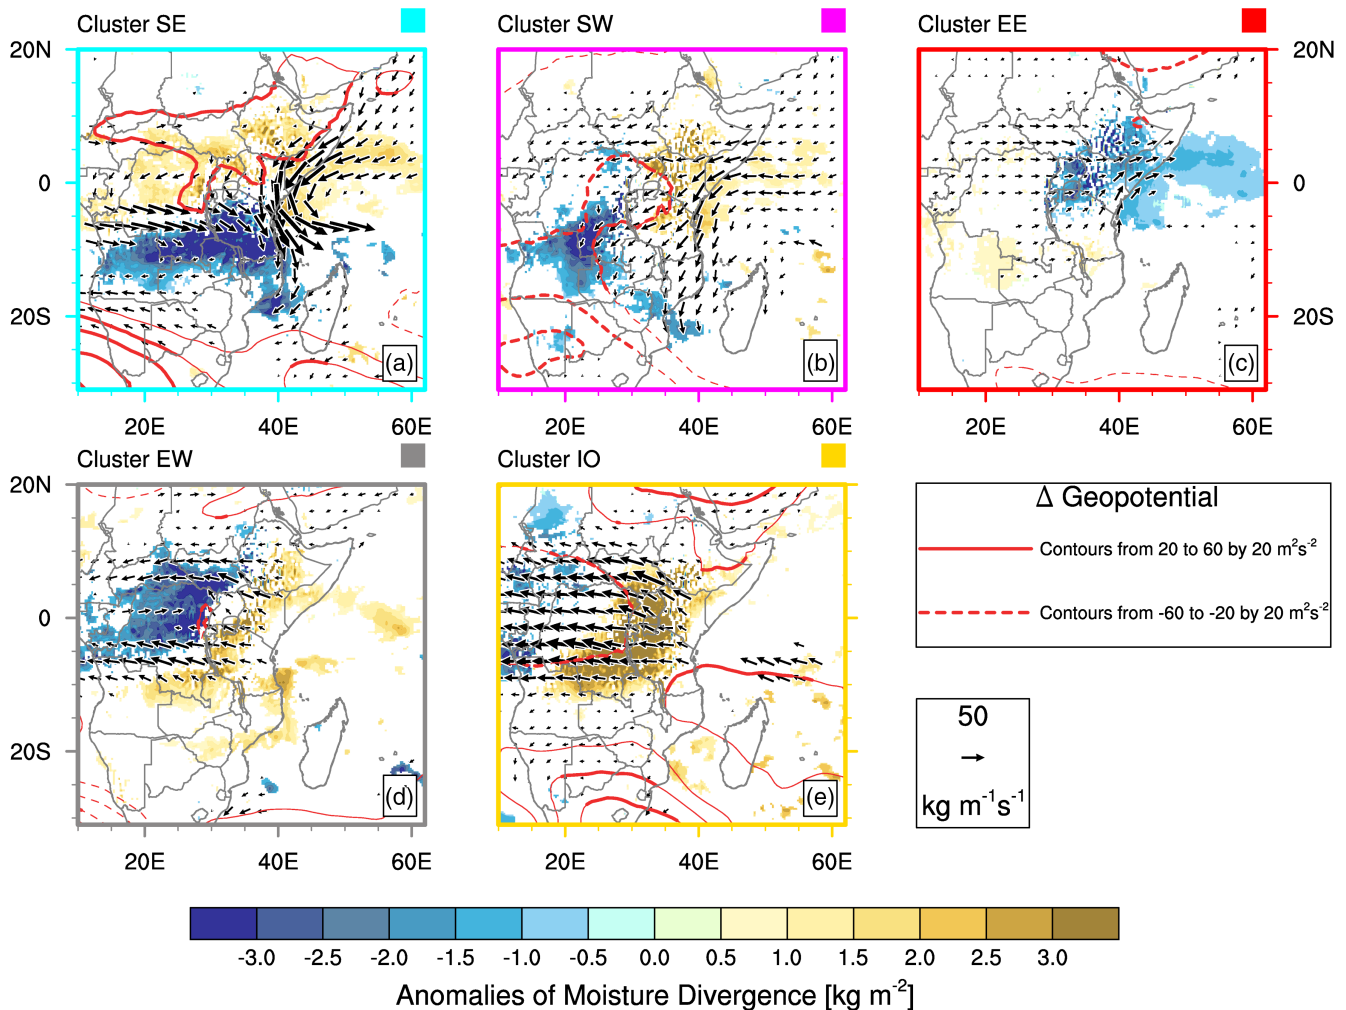 Cluster SE
Cluster SW
Cluster EE
20N
0
20S
(a)
(b)
(c)
20N
0
20S
20E 40E 60E
20E 40E 60E
20E 40E 60E
Cluster EW
Cluster IO
20N
0
20S
(d)
(e)
20E 40E 60E
20E 40E 60E
Δ Geopotential
Contours from 20 to 60 by 20 m²s⁻²
Contours from -60 to -20 by 20 m²s⁻²
50
kg m⁻¹s⁻¹
-3.0 -2.5 -2.0 -1.5 -1.0 -0.5 0.0 0.5 1.0 1.5 2.0 2.5 3.0
Anomalies of Moisture Divergence [kg m⁻²]